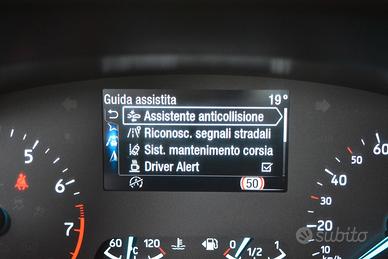 Guida assistita 19°
Assistente anticollisione
Riconosc. segnali stradali
Sist. mantenimento corsia
Driver Alert
50
5
6
7
60
50
40
30
20
10
60 °C 120
0 1/2 1
subito